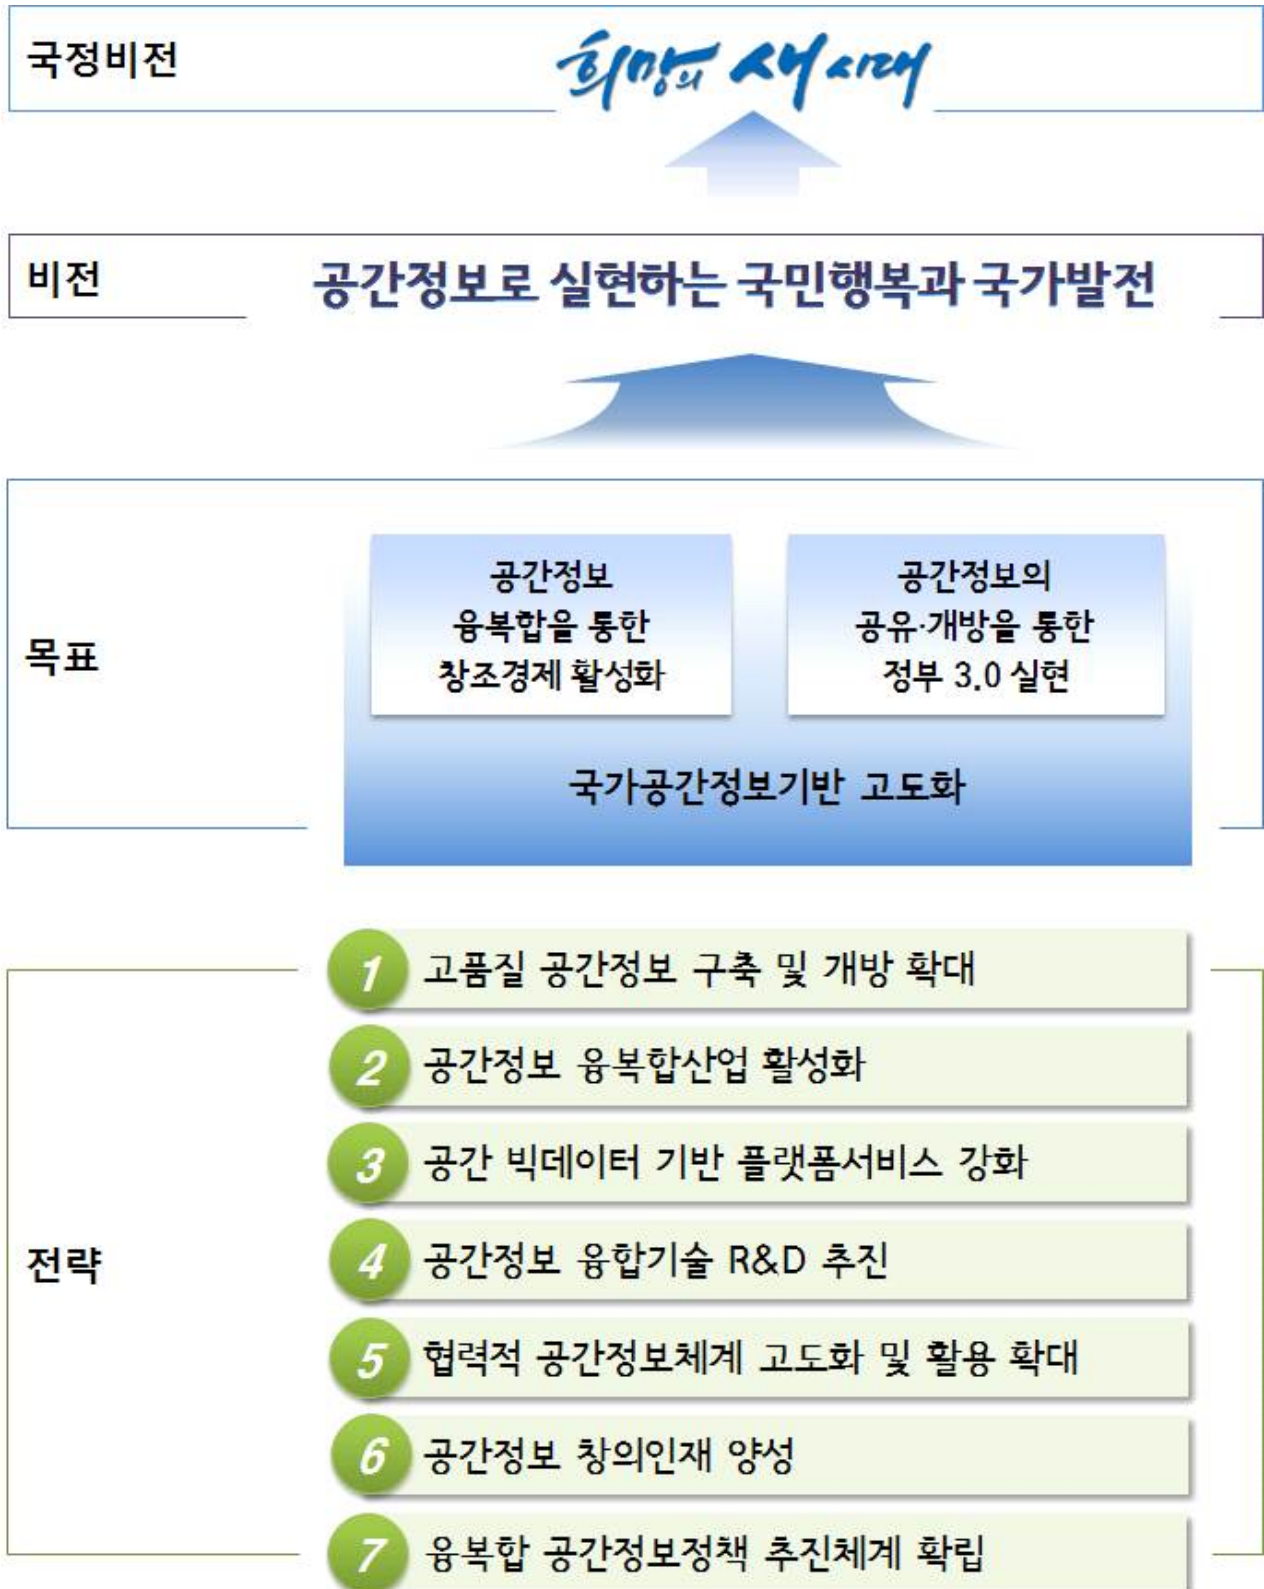 국정비전
희망의 새 시대
비전
공간정보로 실현하는 국민행복과 국가발전
목표
공간정보
융복합을 통한
창조경제 활성화
공간정보의
공유·개방을 통한
정부 3.0 실현
국가공간정보기반 고도화
전략
1 고품질 공간정보 구축 및 개방 확대
2 공간정보 융복합산업 활성화
3 공간 빅데이터 기반 플랫폼서비스 강화
4 공간정보 융합기술 R&D 추진
5 협력적 공간정보체계 고도화 및 활용 확대
6 공간정보 창의인재 양성
7 융복합 공간정보정책 추진체계 확립